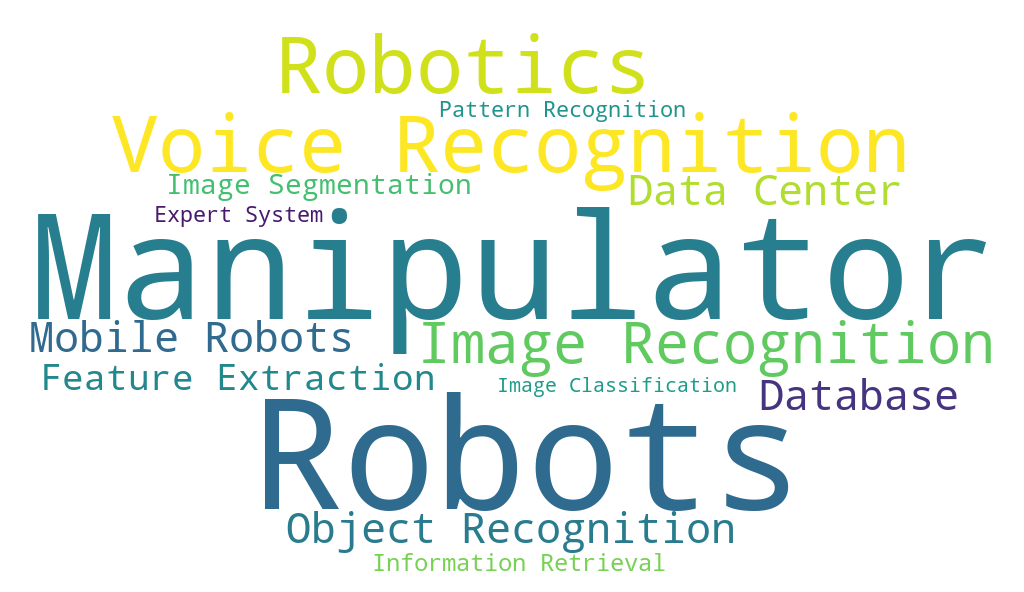 Robotics
Pattern Recognition
Voice Recognition
Image Segmentation
Data Center
Expert System
Manipulator
Mobile Robots
Image Recognition
Feature Extraction
Image Classification
Database
Robots
Object Recognition
Information Retrieval